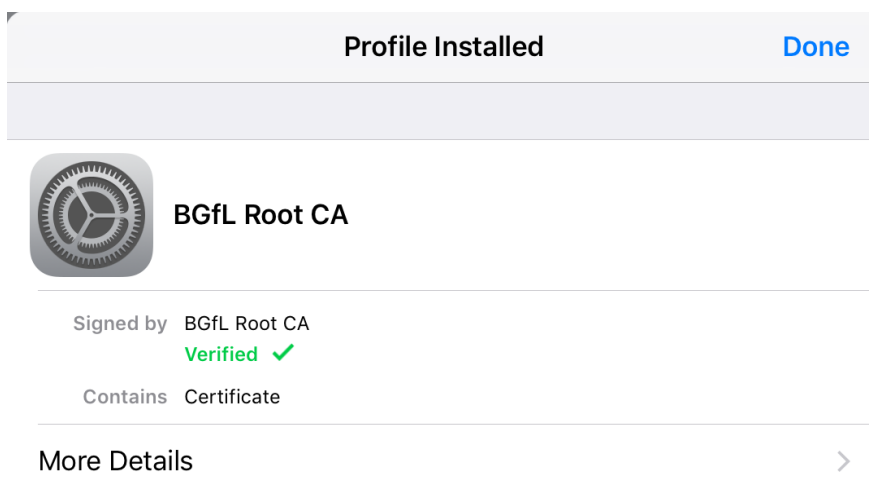 Profile Installed Done
BGfL Root CA
Signed by BGfL Root CA
Verified
Contains Certificate
More Details